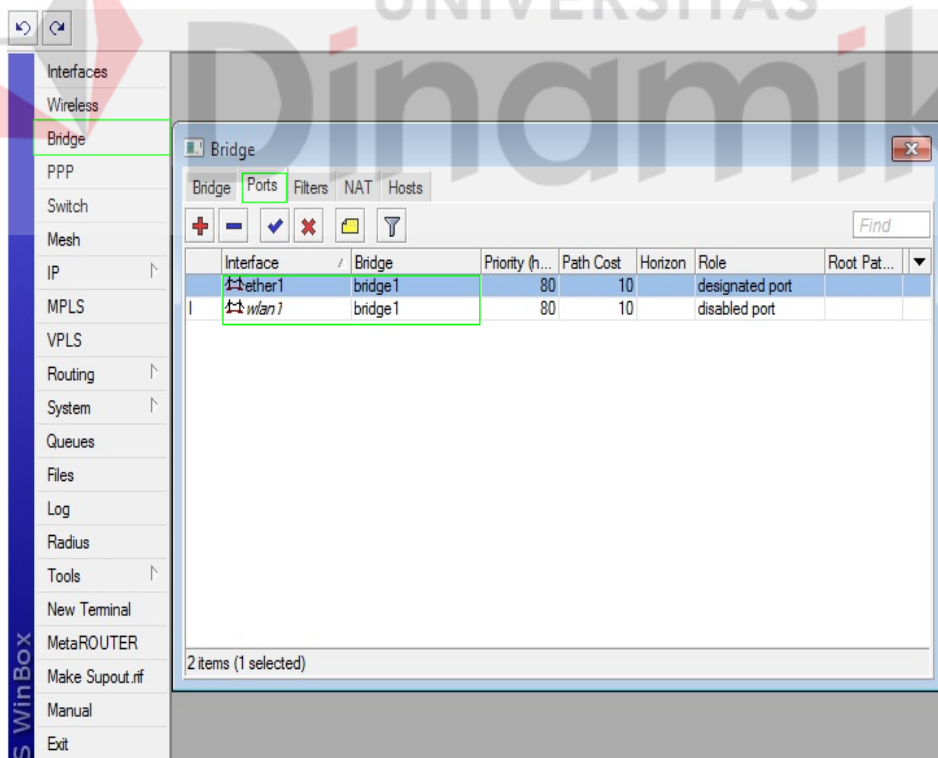 UNIVERSITAS
Dinamik
Interfaces
Wireless
Bridge
PPP
Switch
Mesh
IP
MPLS
VPLS
Routing
System
Queues
Files
Log
Radius
Tools
New Terminal
MetaROUTER
Make Supout.rif
Manual
Exit
S WinBox
Bridge
Bridge Ports Filters NAT Hosts
Find
Interface Bridge Priority (h... Path Cost Horizon Role Root Pat...
ether1 bridge1 80 10 designated port
I wlan1 bridge1 80 10 disabled port
2 items (1 selected)